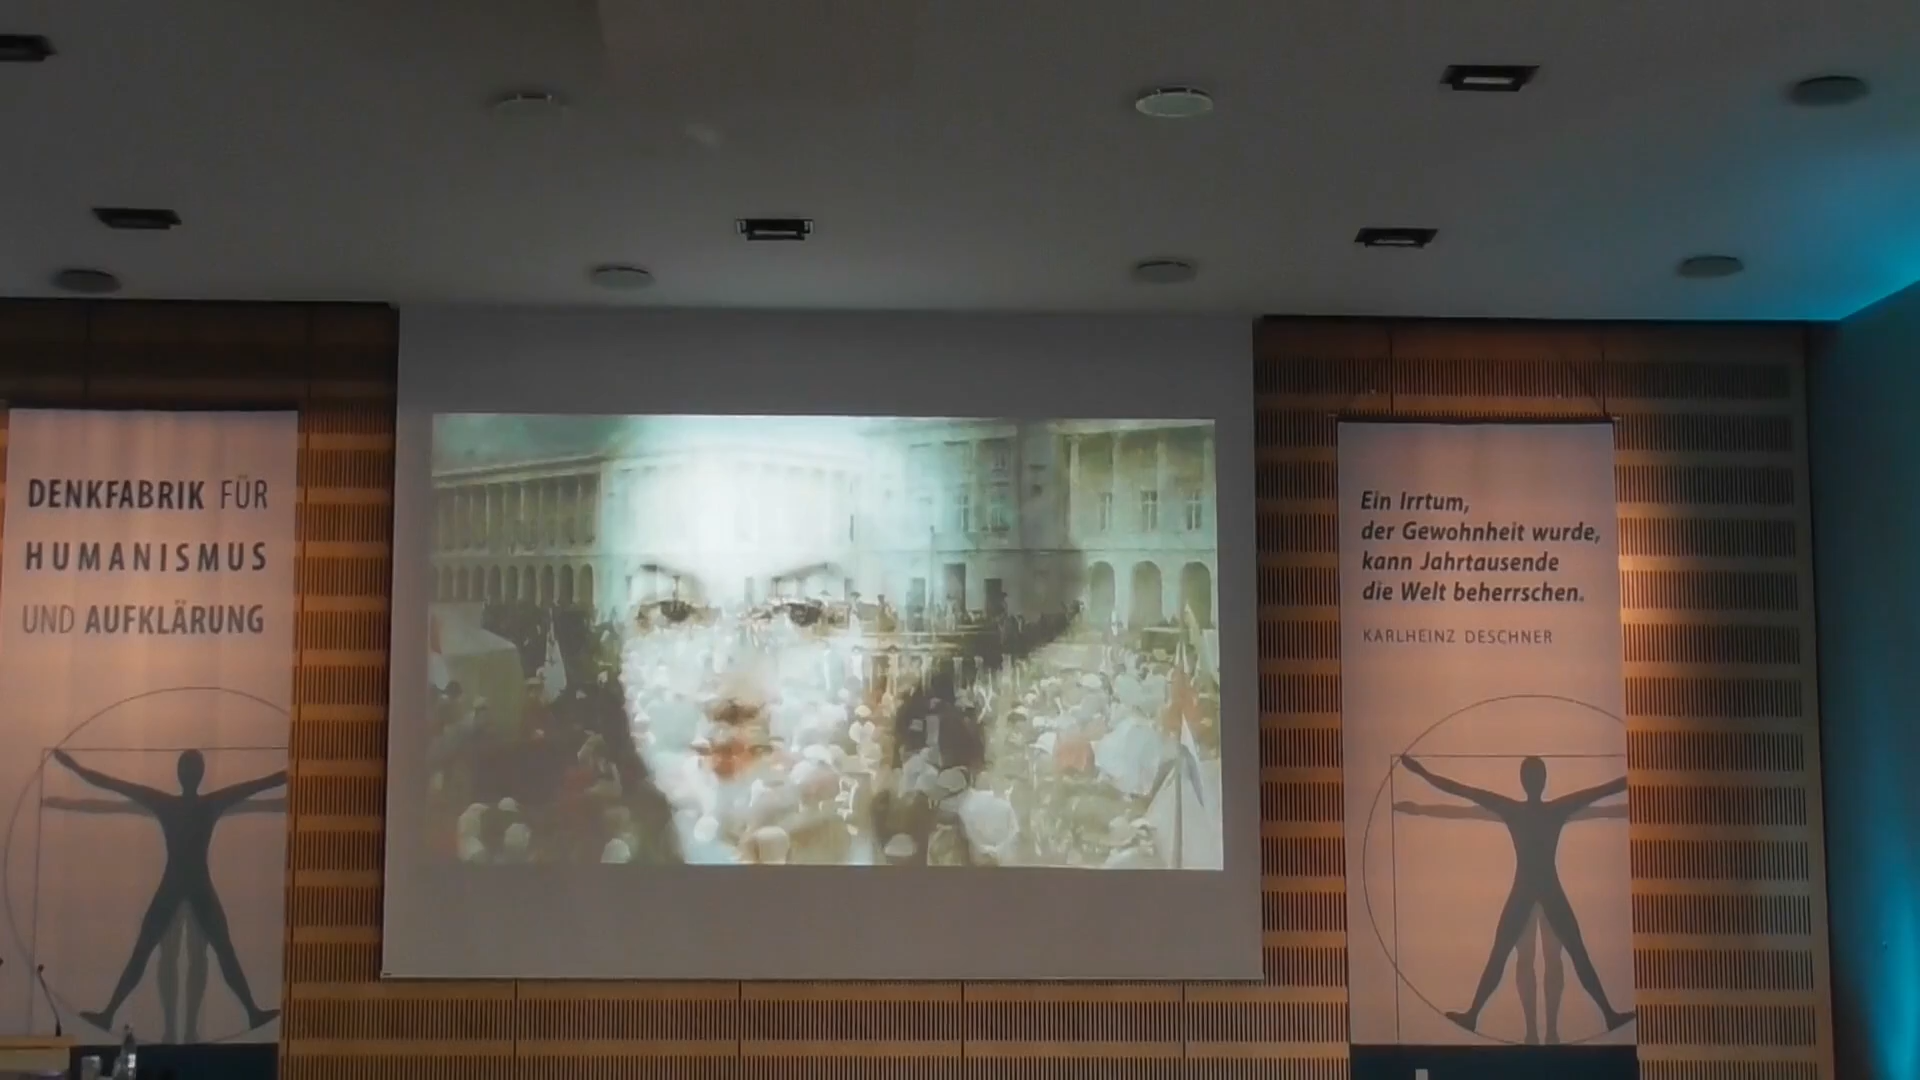 DENKFABRIK FÜR
HUMANISMUS
UND AUFKLÄRUNG
Ein Irrtum,
der Gewohnheit wurde,
kann Jahrtausende
die Welt beherrschen.
KARLHEINZ DESCHNER